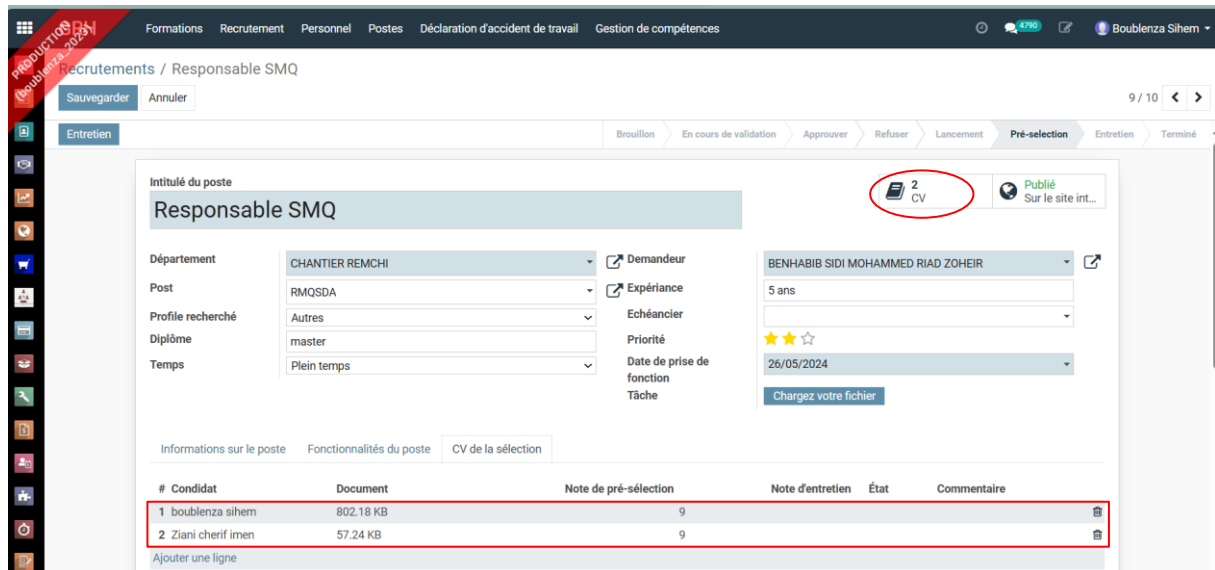 PRODUCTION
(boublenza_2023)
Formations Recrutement Personnel Postes Déclaration d'accident de travail Gestion de compétences
4790 Boublenza Sihem
Recrutements / Responsable SMQ
Sauvegarder Annuler
9 / 10
Entretien
Brouillon En cours de validation Approuver Refuser Lancement Pré-selection Entretien Terminé
Intitulé du poste
Responsable SMQ
2
CV
Publié
Sur le site int...
Département CHANTIER REMCHI
Demandeur BENHABIB SIDI MOHAMMED RIAD ZOHEIR
Post RMQSDA
Expériance 5 ans
Profile recherché Autres
Echéancier
Diplôme master
Priorité
Temps Plein temps
Date de prise de fonction 26/05/2024
Tâche Chargez votre fichier
Informations sur le poste Fonctionnalités du poste CV de la sélection
# Condidat Document Note de pré-sélection Note d'entretien État Commentaire
1 boublenza sihem 802.18 KB 9
2 Ziani cherif imen 57.24 KB 9
Ajouter une ligne